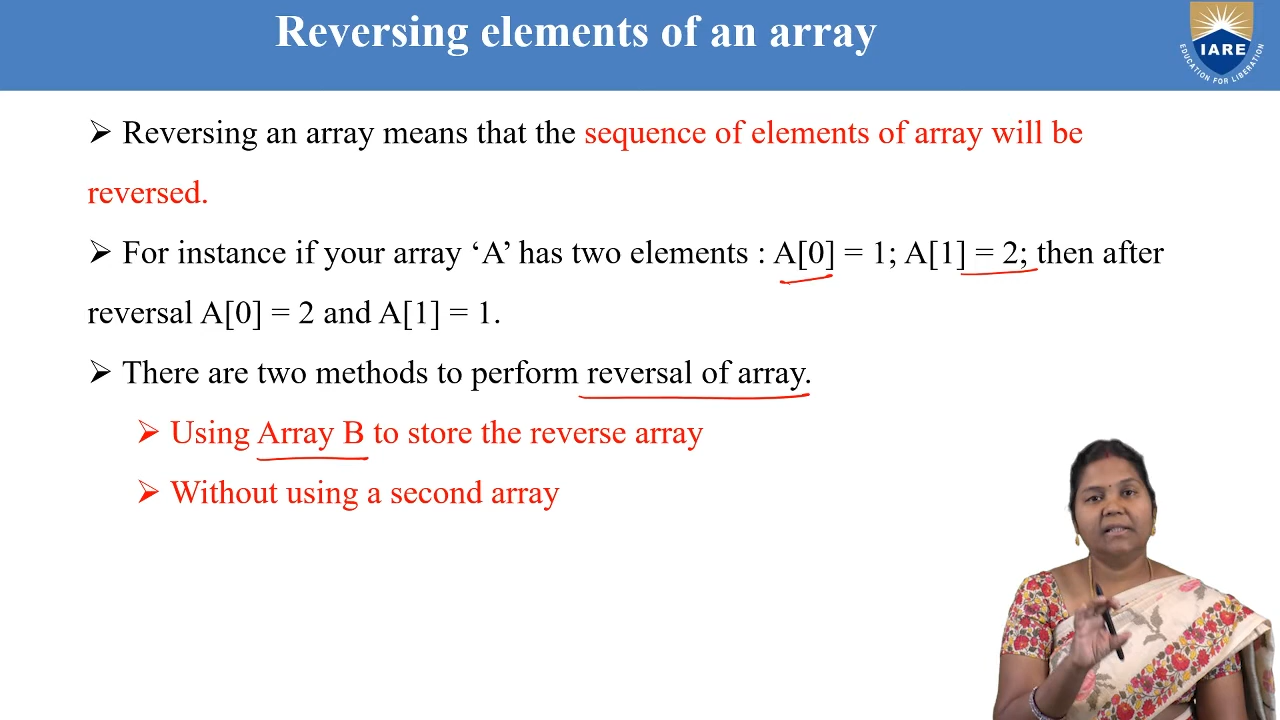 Reversing elements of an array
IARE
EDUCATION FOR LIBERATION
➢ Reversing an array means that the sequence of elements of array will be
reversed.
➢ For instance if your array ‘A’ has two elements : A[0] = 1; A[1] = 2; then after
reversal A[0] = 2 and A[1] = 1.
➢ There are two methods to perform reversal of array.
➢ Using Array B to store the reverse array
➢ Without using a second array